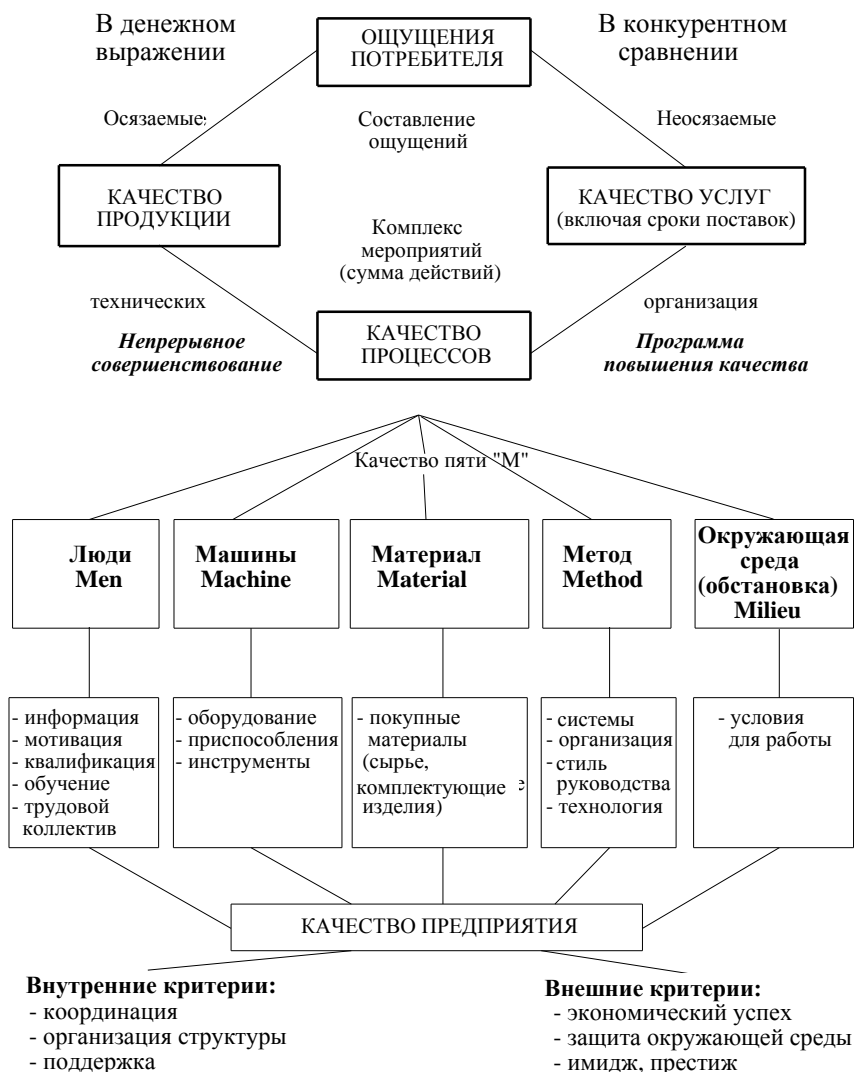 В денежном
выражении
ОЩУЩЕНИЯ
ПОТРЕБИТЕЛЯ
В конкурентном
сравнении
Осязаемые
Составление
ощущений
Неосязаемые
КАЧЕСТВО
ПРОДУКЦИИ
КАЧЕСТВО УСЛУГ
(включая сроки поставок)
Комплекс
мероприятий
(сумма действий)
технических
организация
Непрерывное
совершенствование
КАЧЕСТВО
ПРОЦЕССОВ
Программа
повышения качества
Качество пяти "М"
Люди
Men
Машины
Machine
Материал
Material
Метод
Method
Окружающая
среда
(обстановка)
Milieu
- информация
- мотивация
- квалификация
- обучение
- трудовой
коллектив
- оборудование
- приспособления
- инструменты
- покупные
материалы
(сырье,
комплектующие
изделия)
- системы
- организация
- стиль
руководства
- технология
- условия
для работы
КАЧЕСТВО ПРЕДПРИЯТИЯ
Внутренние критерии:
- координация
- организация структуры
- поддержка
Внешние критерии:
- экономический успех
- защита окружающей среды
- имидж, престиж